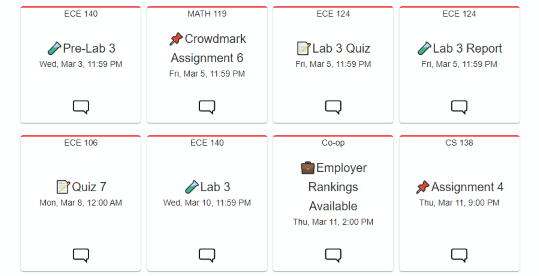 ECE 140
Pre-Lab 3
Wed, Mar 3, 11:59 PM
MATH 119
Crowdmark
Assignment 6
Fri, Mar 5, 11:59 PM
ECE 124
Lab 3 Quiz
Fri, Mar 5, 11:59 PM
ECE 124
Lab 3 Report
Fri, Mar 5, 11:59 PM
ECE 106
Quiz 7
Mon, Mar 8, 12:00 AM
ECE 140
Lab 3
Wed, Mar 10, 11:59 PM
Co-op
Employer
Rankings
Available
Thu, Mar 11, 2:00 PM
CS 138
Assignment 4
Thu, Mar 11, 9:00 PM